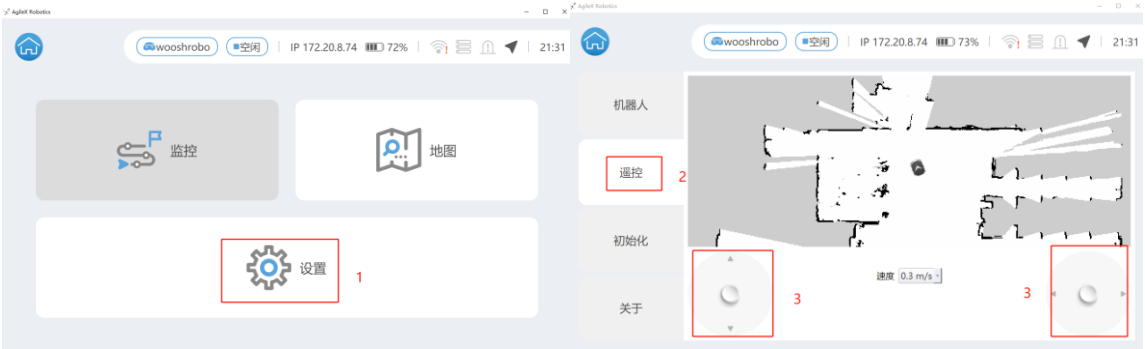 AgileX Robotics
wooshrobo 空闲 IP 172.20.8.74 72% 21:31
监控
地图
设置
1
AgileX Robotics
wooshrobo 空闲 IP 172.20.8.74 73% 21:31
机器人
遥控
2
初始化
关于
速度 0.3 m/s
3
3